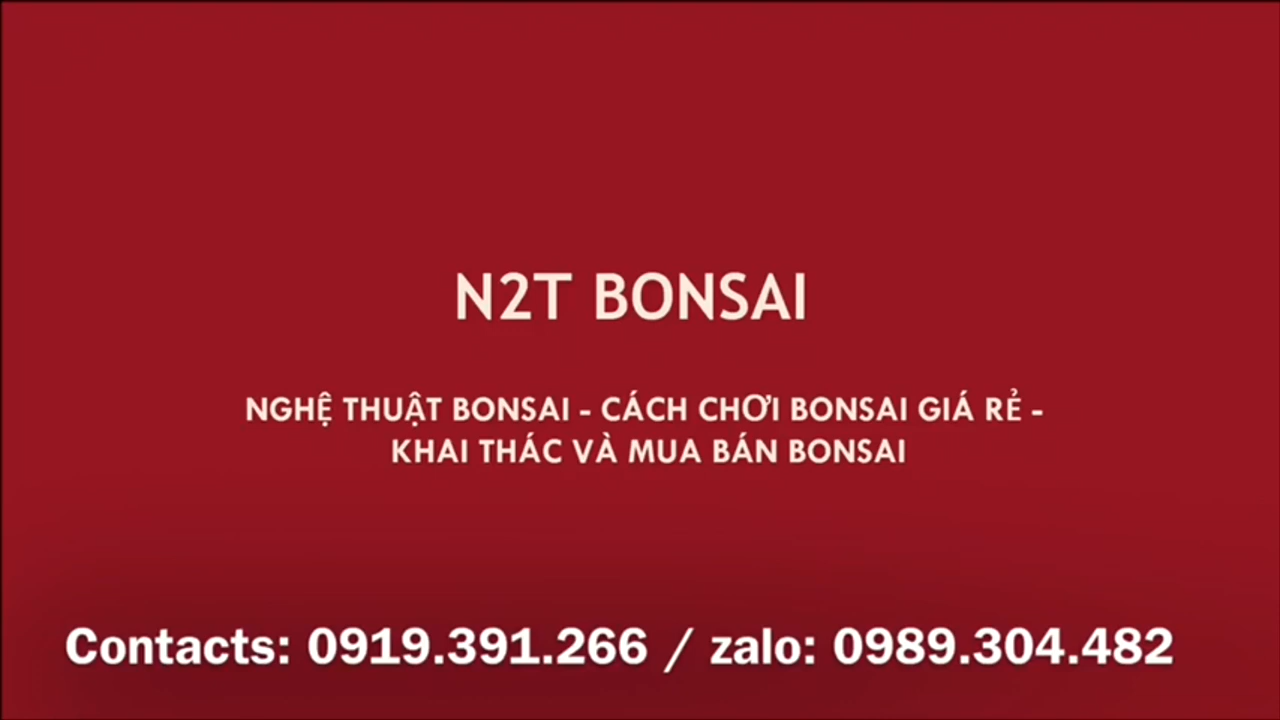 N2T BONSAI
NGHỆ THUẬT BONSAI - CÁCH CHƠI BONSAI GIÁ RẺ -
KHAI THÁC VÀ MUA BÁN BONSAI
Contacts: 0919.391.266 / zalo: 0989.304.482